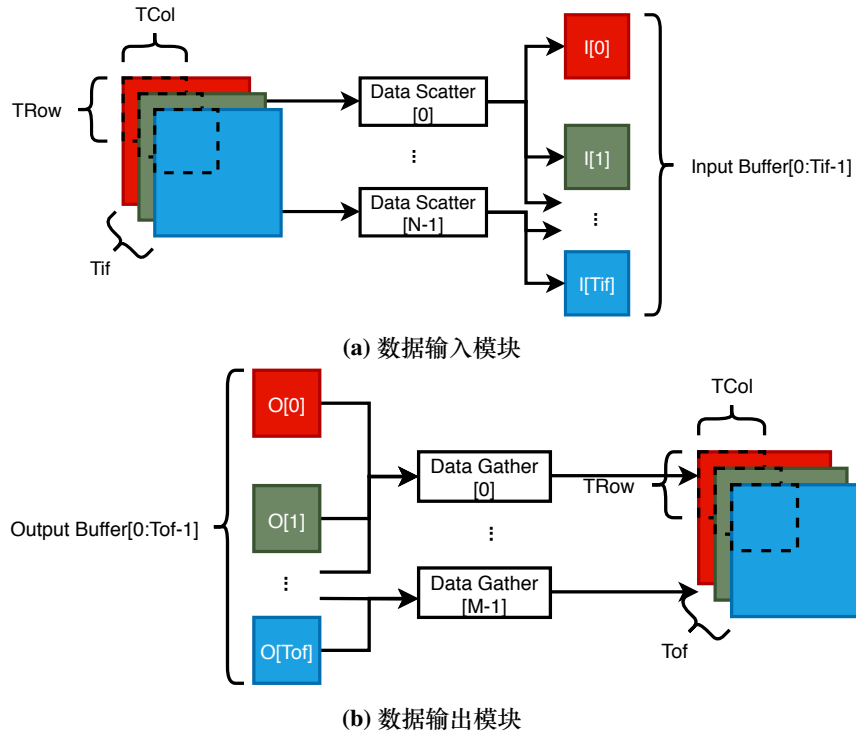 TCol
TRow
Tif
Data Scatter
[0]
...
Data Scatter
[N-1]
I[0]
I[1]
...
I[Tif]
Input Buffer[0:Tif-1]
(a) 数据输入模块
Output Buffer[0:Tof-1]
O[0]
O[1]
...
O[Tof]
Data Gather
[0]
...
Data Gather
[M-1]
TCol
TRow
Tof
(b) 数据输出模块